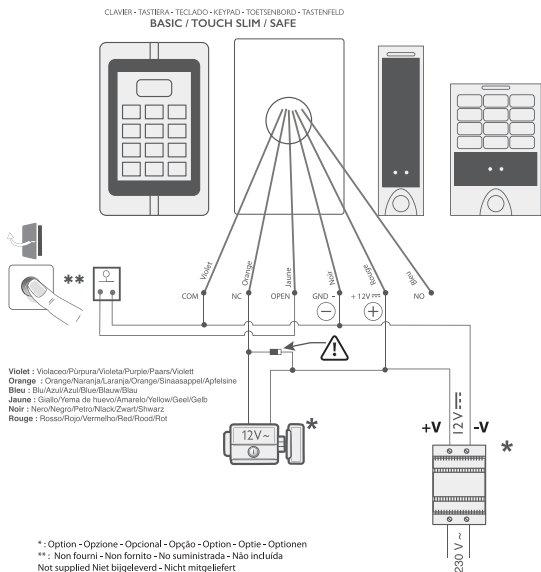 CLAVIER - TASTIERA - TECLADO - KEYPAD - TOETSENBORD - TASTENFELD
BASIC / TOUCH SLIM / SAFE
Violet
Orange
Jaune
Noir
Rouge
Bleu
**
COM
NC
OPEN
GND -
+ 12V
NO
Violet : Violaceo/Púrpura/Violeta/Purple/Paars/Violett
Orange : Orange/Naranja/Laranja/Orange/Sinaasappel/Apfelsine
Bleu : Blu/Azul/Azul/Blue/Blauw/Blau
Jaune : Giallo/Yema de huevo/Amarelo/Yellow/Geel/Gelb
Noir : Nero/Negro/Petro/Nlack/Zwart/Shwarz
Rouge : Rosso/Rojo/Vermelho/Red/Rood/Rot
12V~
*
+V
12 V
-V
*
230 V ~
* : Option - Opzione - Opcional - Opção - Option - Optie - Optionen
** : Non fourni - Non fornito - No suministrada - Não incluída
Not supplied Niet bijgeleverd - Nicht mitgeliefert